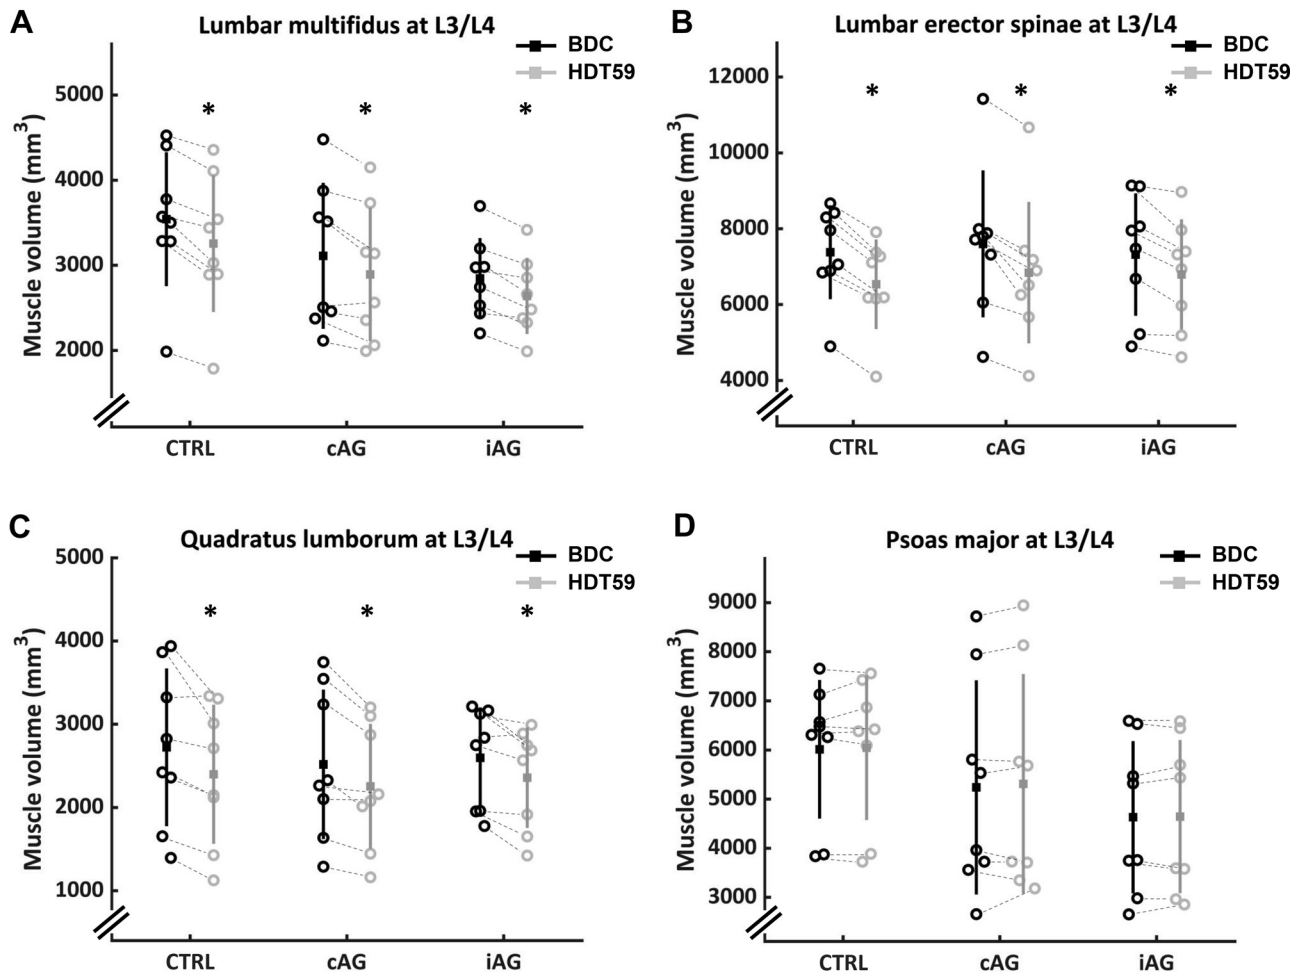 A
Lumbar multifidus at L3/L4
BDC
HDT59
Muscle volume (mm³)
5000
4000
3000
2000
*
*
*
CTRL
cAG
iAG
B
Lumbar erector spinae at L3/L4
BDC
HDT59
Muscle volume (mm³)
12000
10000
8000
6000
4000
*
*
*
CTRL
cAG
iAG
C
Quadratus lumborum at L3/L4
BDC
HDT59
Muscle volume (mm³)
5000
4000
3000
2000
1000
*
*
*
CTRL
cAG
iAG
D
Psoas major at L3/L4
BDC
HDT59
Muscle volume (mm³)
9000
8000
7000
6000
5000
4000
3000
CTRL
cAG
iAG